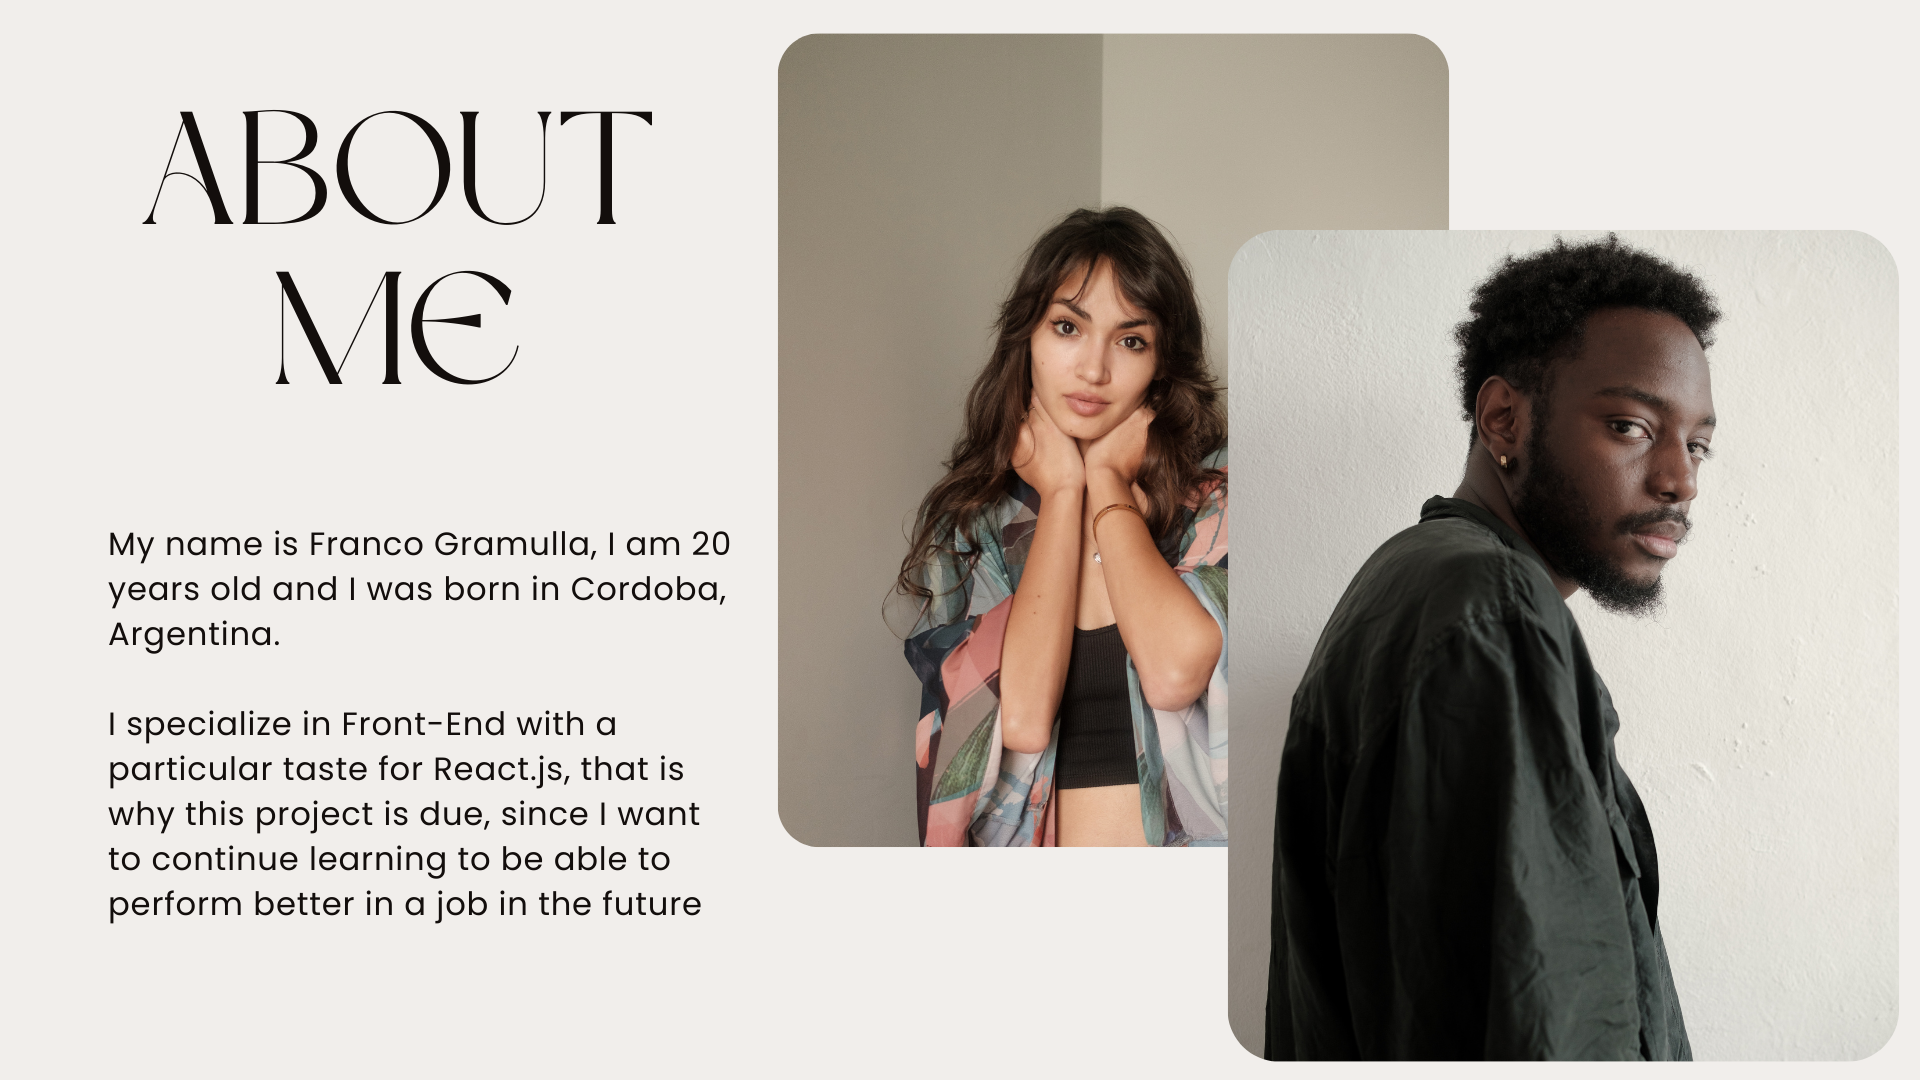 ABOUT
ME
My name is Franco Gramulla, I am 20
years old and I was born in Cordoba,
Argentina.
I specialize in Front-End with a
particular taste for React.js, that is
why this project is due, since I want
to continue learning to be able to
perform better in a job in the future